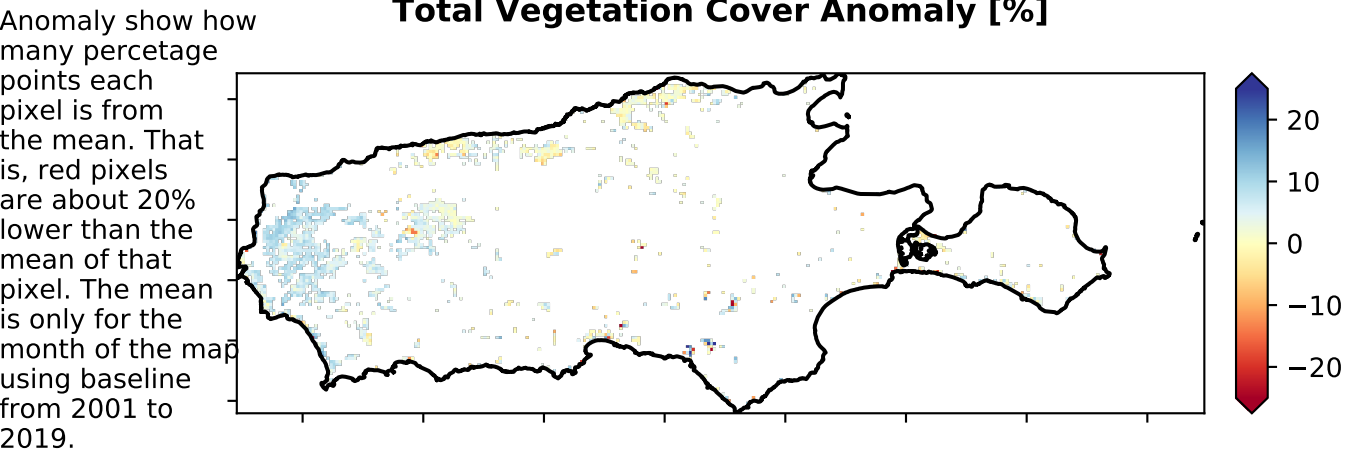 Total Vegetation Cover Anomaly [%]
Anomaly show how
many percetage
points each
pixel is from
the mean. That
is, red pixels
are about 20%
lower than the
mean of that
pixel. The mean
is only for the
month of the map
using baseline
from 2001 to
2019.
20
10
0
−10
−20